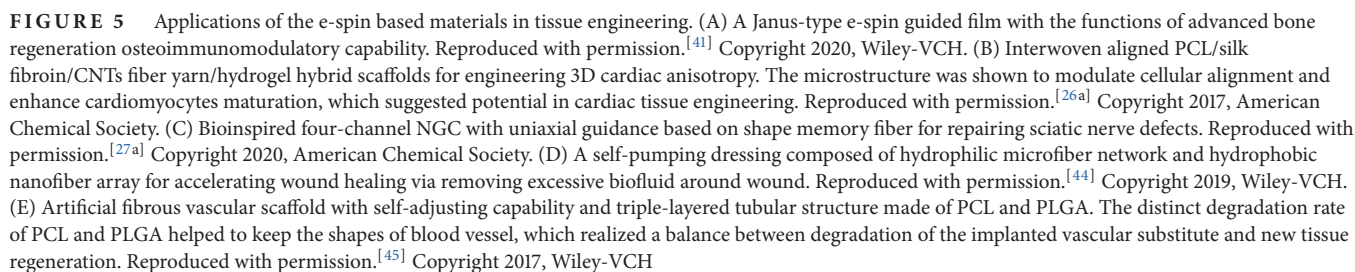 FIGURE 5 Applications of the e-spin based materials in tissue engineering. (A) A Janus-type e-spin guided film with the functions of advanced bone
regeneration osteoimmunomodulatory capability. Reproduced with permission.[41] Copyright 2020, Wiley-VCH. (B) Interwoven aligned PCL/silk
fibroin/CNTs fiber yarn/hydrogel hybrid scaffolds for engineering 3D cardiac anisotropy. The microstructure was shown to modulate cellular alignment and
enhance cardiomyocytes maturation, which suggested potential in cardiac tissue engineering. Reproduced with permission.[26a] Copyright 2017, American
Chemical Society. (C) Bioinspired four-channel NGC with uniaxial guidance based on shape memory fiber for repairing sciatic nerve defects. Reproduced with
permission.[27a] Copyright 2020, American Chemical Society. (D) A self-pumping dressing composed of hydrophilic microfiber network and hydrophobic
nanofiber array for accelerating wound healing via removing excessive biofluid around wound. Reproduced with permission.[44] Copyright 2019, Wiley-VCH.
(E) Artificial fibrous vascular scaffold with self-adjusting capability and triple-layered tubular structure made of PCL and PLGA. The distinct degradation rate
of PCL and PLGA helped to keep the shapes of blood vessel, which realized a balance between degradation of the implanted vascular substitute and new tissue
regeneration. Reproduced with permission.[45] Copyright 2017, Wiley-VCH